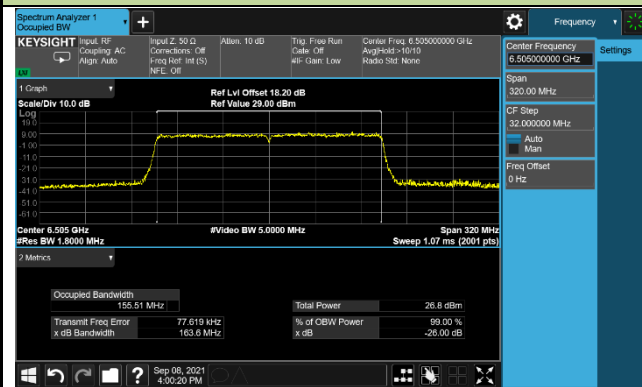 Spectrum Analyzer 1
Occupied BW
Frequency
KEYSIGHT
Input: RF
Coupling: AC
Align: Auto
Input Z: 50 Ω
Corrections: Off
Freq Ref: Int (S)
NFE: Off
Atten: 10 dB
Trig: Free Run
Gate: Off
#IF Gain: Low
Center Freq: 6.505000000 GHz
Avg|Hold:>10/10
Radio Std: None
Center Frequency
6.505000000 GHz
Settings
Span
320.00 MHz
CF Step
32.000000 MHz
Auto
Man
Freq Offset
0 Hz
1 Graph
Scale/Div 10.0 dB
Ref Lvl Offset 18.20 dB
Ref Value 29.00 dBm
Log
19.0
9.00
-1.00
-11.0
-21.0
-31.0
-41.0
-51.0
-61.0
Center 6.505 GHz
#Res BW 1.8000 MHz
#Video BW 5.0000 MHz
Span 320 MHz
Sweep 1.07 ms (2001 pts)
2 Metrics
Occupied Bandwidth
155.51 MHz
Total Power 26.8 dBm
Transmit Freq Error 77.619 kHz
% of OBW Power 99.00 %
x dB Bandwidth 163.6 MHz
x dB -26.00 dB
Sep 08, 2021
4:00:20 PM